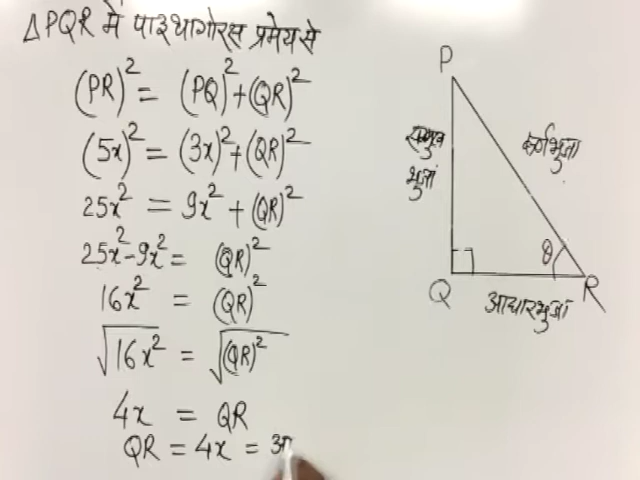 ΔPQR में पाइथागोरस प्रमेय से
(PR)² = (PQ)² + (QR)²
(5x)² = (3x)² + (QR)²
25x² = 9x² + (QR)²
25x² - 9x² = (QR)²
16x² = (QR)²
√16x² = √(QR)²
4x = QR
QR = 4x =
P
सम्मुख
भुजा
कर्णभुजा
θ
Q
R
आधारभुजा